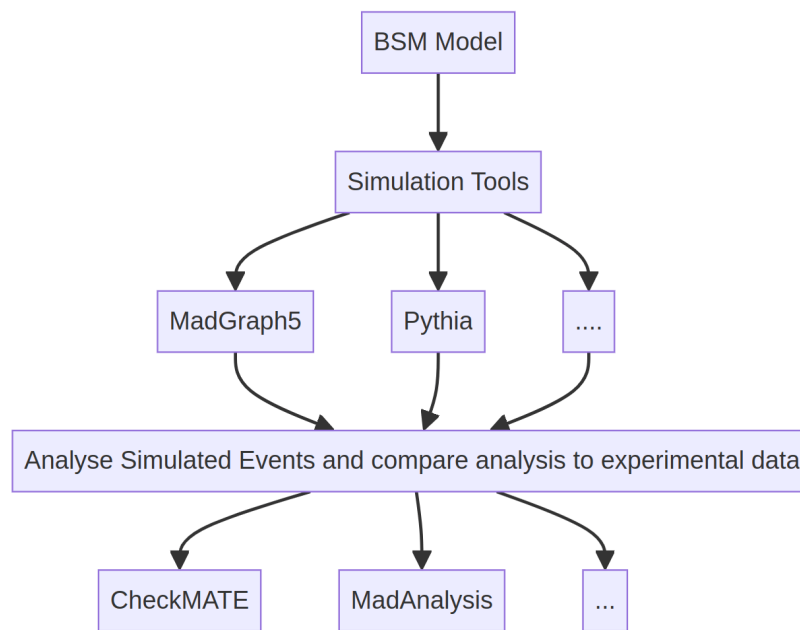 BSM Model
Simulation Tools
MadGraph5
Pythia
....
Analyse Simulated Events and compare analysis to experimental data
CheckMATE
MadAnalysis
...